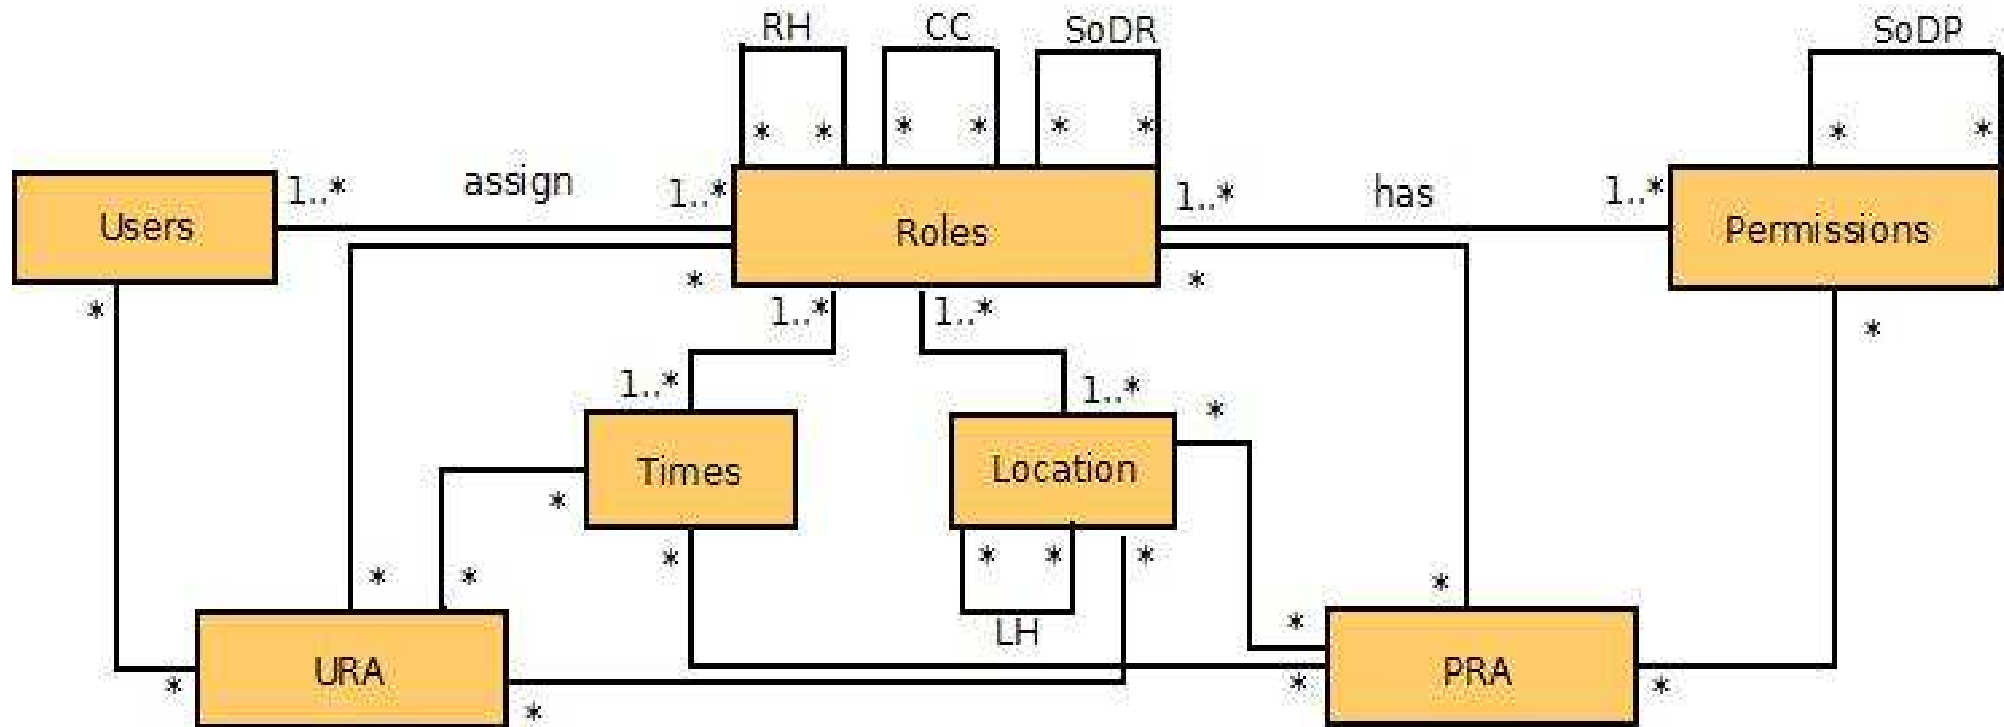 RH CC SoDR SoDP
* * * * * * * *
1..* assign 1..* 1..* has 1..*
Users Roles Permissions
* * * *
1..* 1..*
1..* 1..* *
Times Location
* * * * *
* * * *
LH *
URA PRA
* * * *